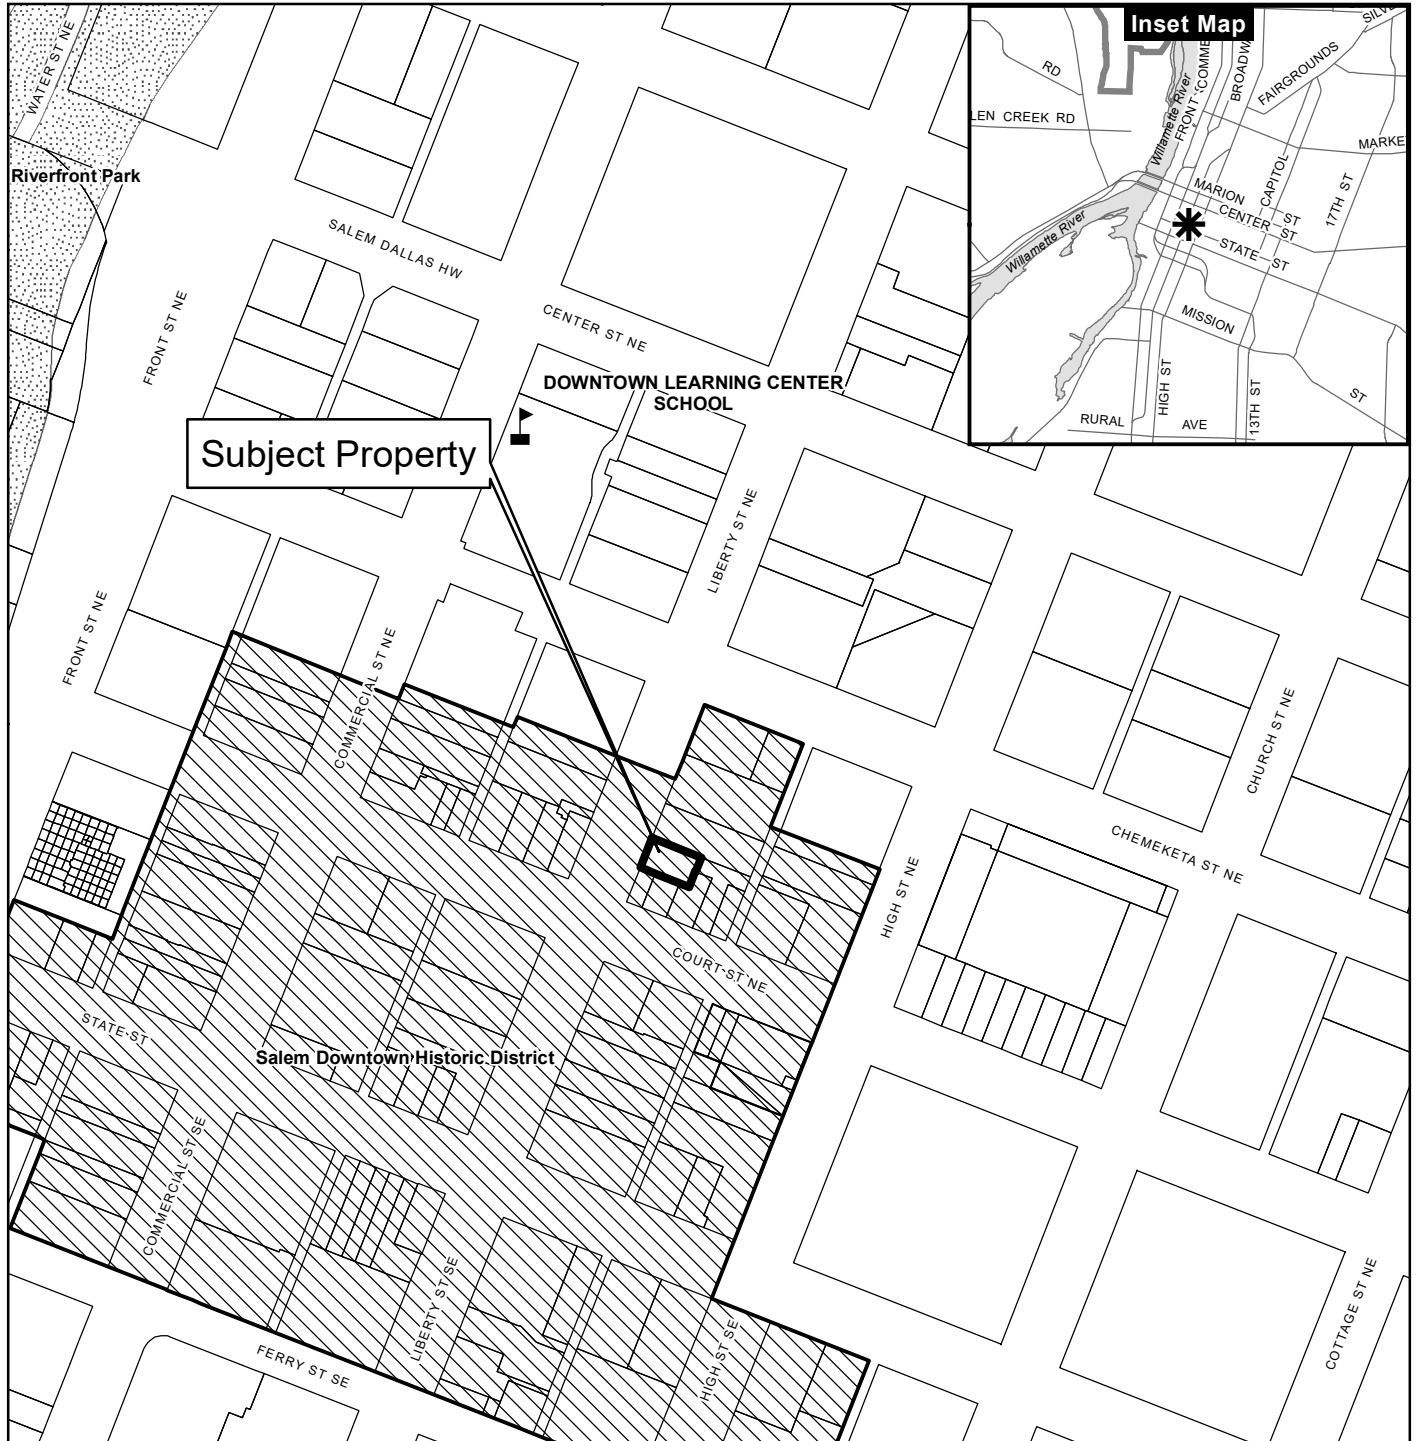 WATER ST NE
Riverfront Park
SALEM DALLAS HW
FRONT ST NE
CENTER ST NE
DOWNTOWN LEARNING CENTER
SCHOOL
Subject Property
LIBERTY ST NE
FRONT ST NE
COMMERCIAL ST NE
CHURCH ST NE
CHEMEKETA ST NE
HIGH ST NE
COURT ST NE
STATE ST
Salem Downtown Historic District
COMMERCIAL ST SE
LIBERTY ST SE
HIGH ST SE
FERRY ST SE
COTTAGE ST NE
Inset Map
SILVE
RD
COMME
BROADWA
FAIRGROUNDS
LEN CREEK RD
Willamette River
FRONT
MARKE
CAPITOL
17TH ST
MARION ST
CENTER ST
STATE ST
Willamette River
MISSION
ST
HIGH ST
13TH ST
RURAL AVE